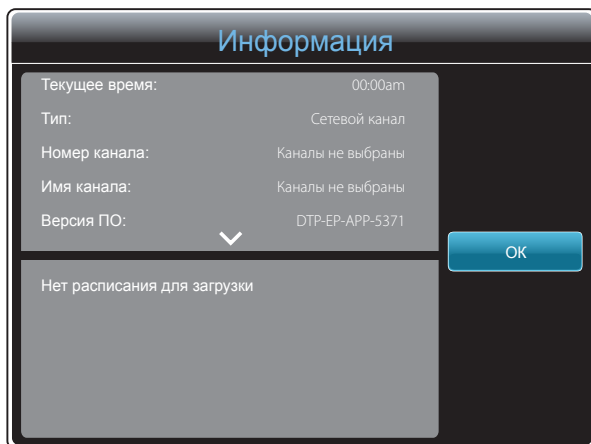 Информация
Текущее время: 00:00am
Тип: Сетевой канал
Номер канала: Каналы не выбраны
Имя канала: Каналы не выбраны
Версия ПО: DTP-EP-APP-5371
ОК
Нет расписания для загрузки